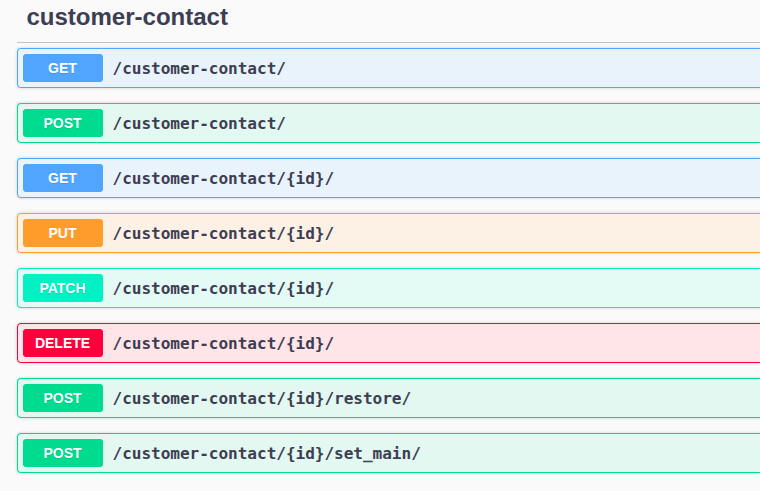 customer-contact
GET /customer-contact/
POST /customer-contact/
GET /customer-contact/{id}/
PUT /customer-contact/{id}/
PATCH /customer-contact/{id}/
DELETE /customer-contact/{id}/
POST /customer-contact/{id}/restore/
POST /customer-contact/{id}/set_main/